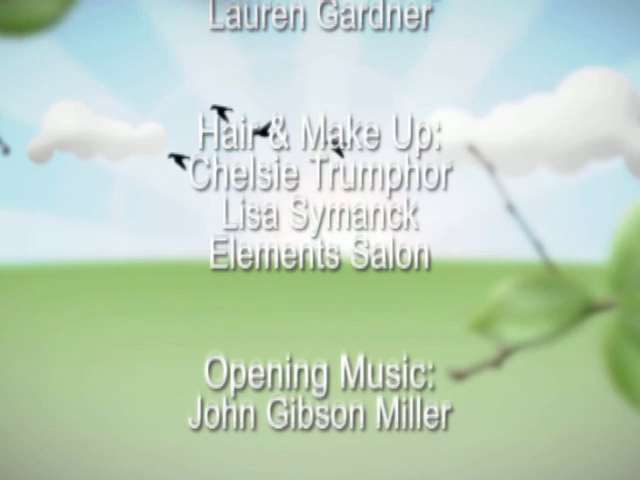 Lauren Gardner
Hair & Make Up:
Chelsie Trumphor
Lisa Symanck
Elements Salon
Opening Music:
John Gibson Miller